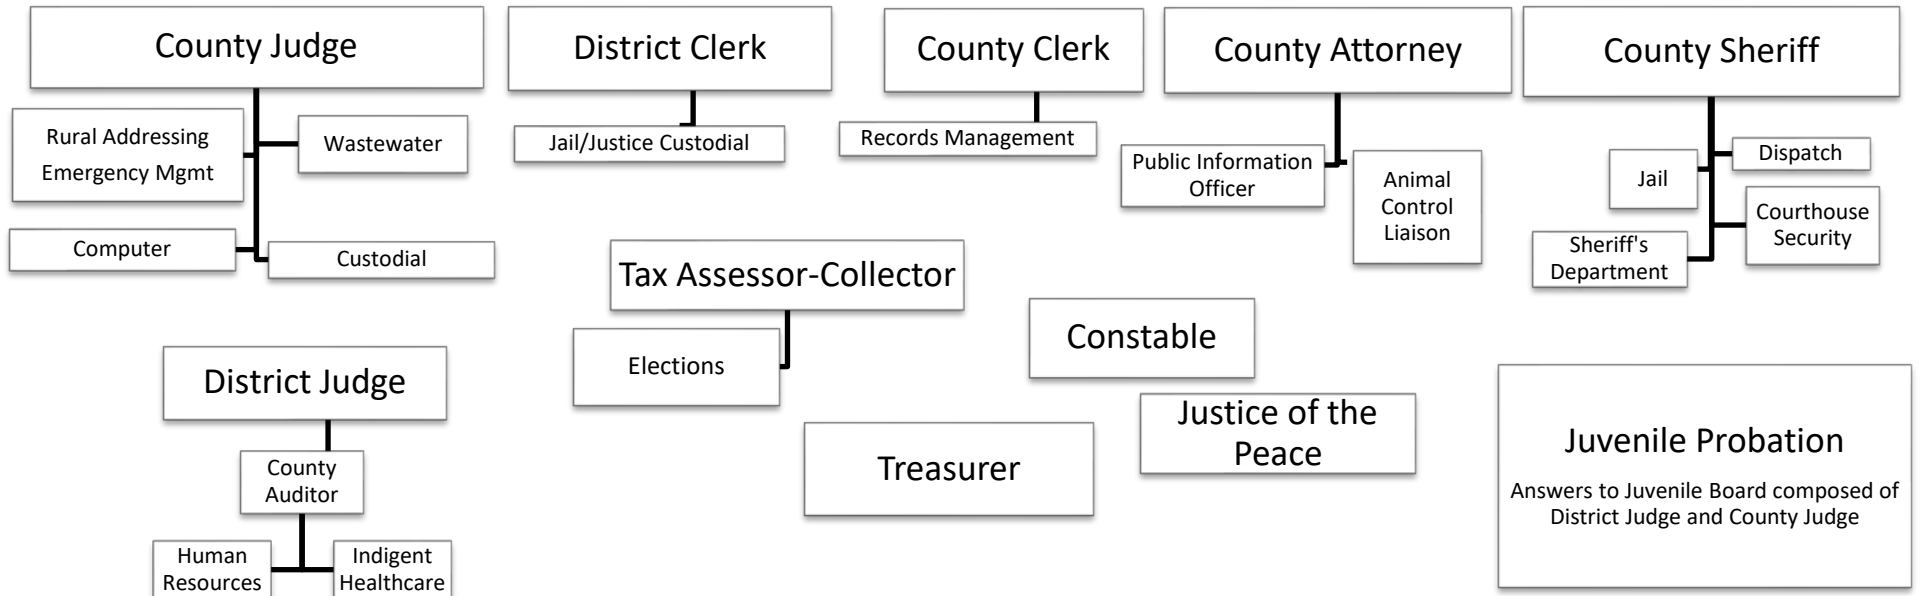 County Judge
District Clerk
County Clerk
County Attorney
County Sheriff
Rural Addressing
Emergency Mgmt
Wastewater
Computer
Custodial
Jail/Justice Custodial
Records Management
Public Information
Officer
Animal
Control
Liaison
Dispatch
Jail
Courthouse
Security
Sheriff's
Department
Tax Assessor-Collector
Elections
Constable
District Judge
County
Auditor
Human
Resources
Indigent
Healthcare
Treasurer
Justice of the
Peace
Juvenile Probation
Answers to Juvenile Board composed of
District Judge and County Judge